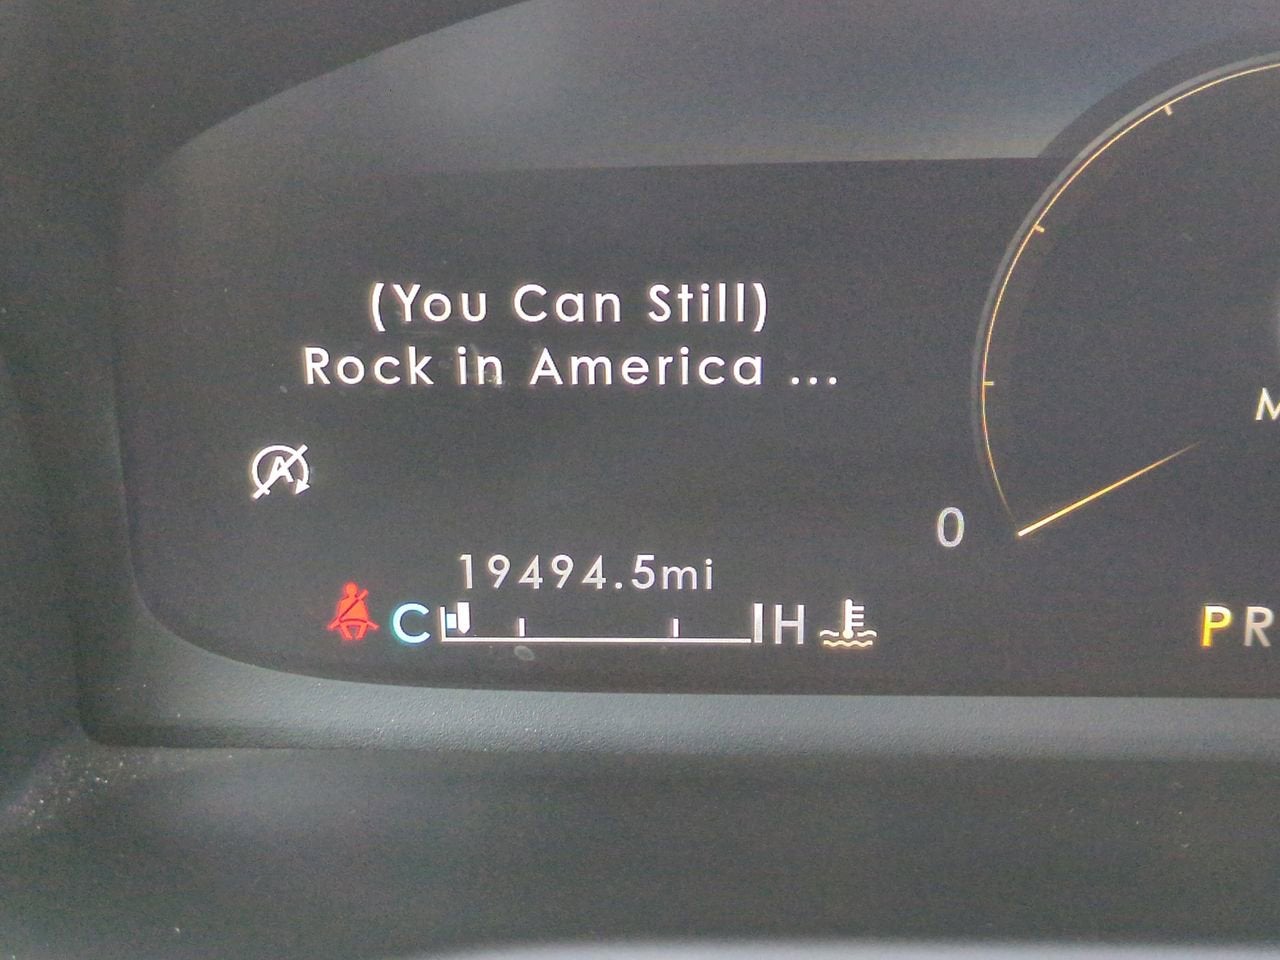 (You Can Still)
Rock in America ...
A
0
M
19494.5mi
C H
PR